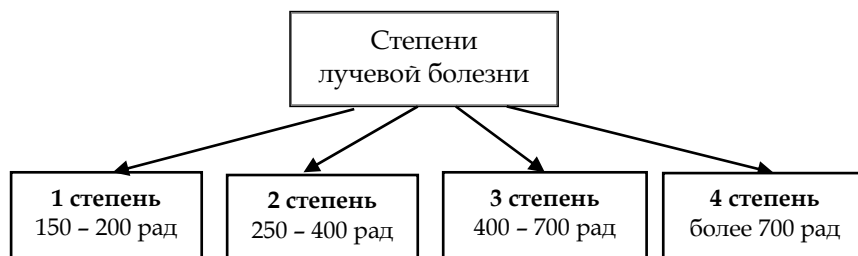 Степени
лучевой болезни
1 степень
150 – 200 рад
2 степень
250 – 400 рад
3 степень
400 – 700 рад
4 степень
более 700 рад